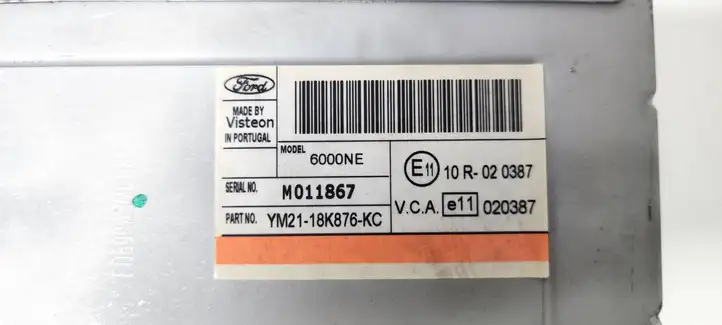 Ford
MADE BY
Visteon
IN PORTUGAL
MODEL 6000NE
SERIAL NO. M011867
PART NO. YM21-18K876-KC
E11 10 R- 02 0387
V.C.A. e11 020387